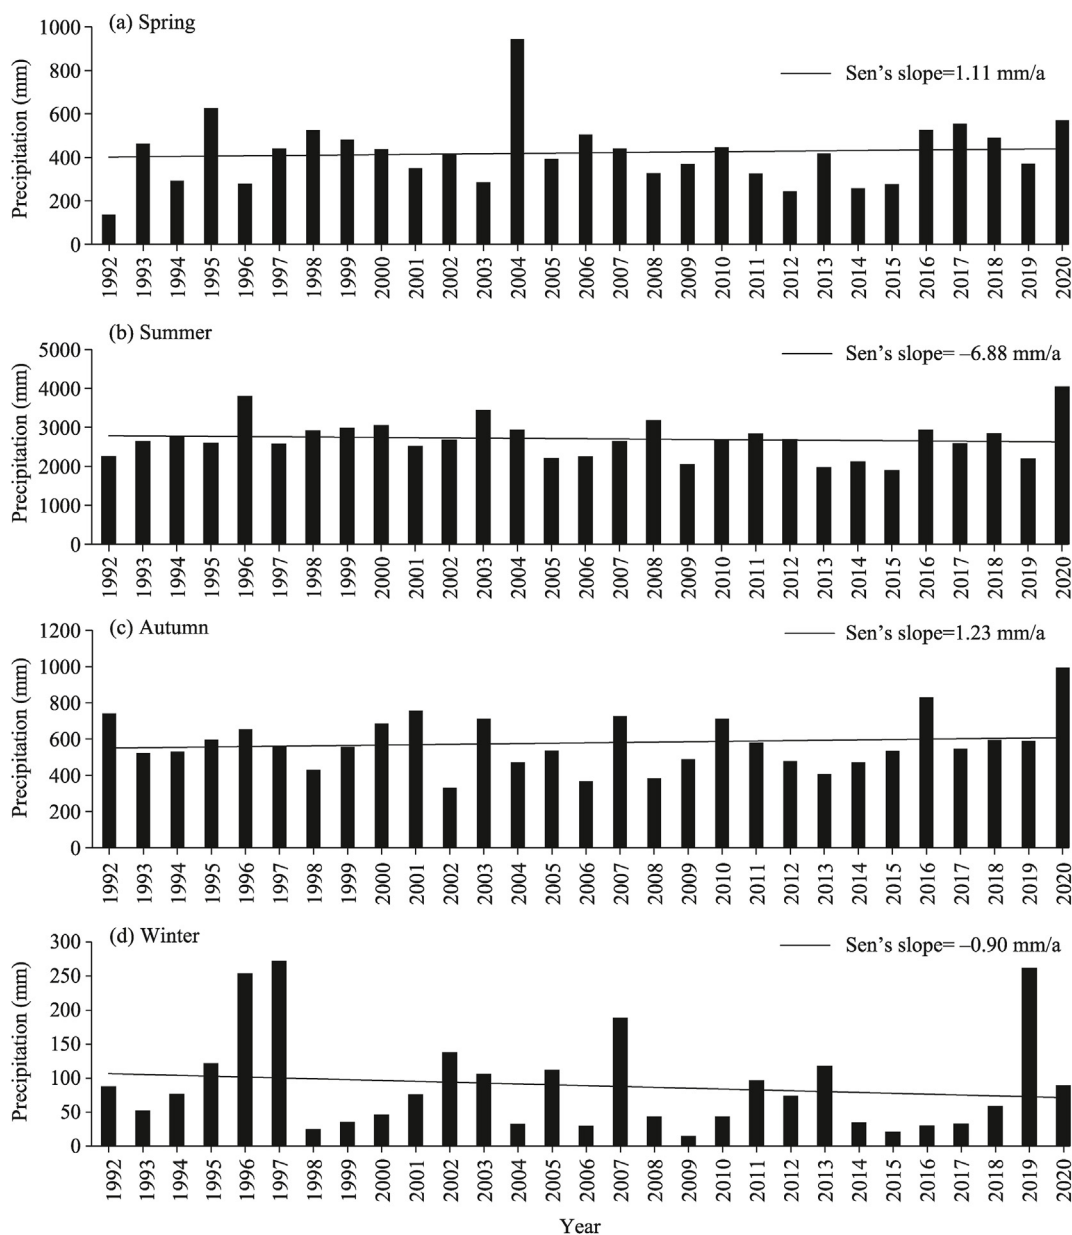 (a) Spring
Sen's slope=1.11 mm/a
Precipitation (mm)
1000
800
600
400
200
0
1992 1993 1994 1995 1996 1997 1998 1999 2000 2001 2002 2003 2004 2005 2006 2007 2008 2009 2010 2011 2012 2013 2014 2015 2016 2017 2018 2019 2020
(b) Summer
Sen's slope= –6.88 mm/a
Precipitation (mm)
5000
4000
3000
2000
1000
0
1992 1993 1994 1995 1996 1997 1998 1999 2000 2001 2002 2003 2004 2005 2006 2007 2008 2009 2010 2011 2012 2013 2014 2015 2016 2017 2018 2019 2020
(c) Autumn
Sen's slope=1.23 mm/a
Precipitation (mm)
1200
1000
800
600
400
200
0
1992 1993 1994 1995 1996 1997 1998 1999 2000 2001 2002 2003 2004 2005 2006 2007 2008 2009 2010 2011 2012 2013 2014 2015 2016 2017 2018 2019 2020
(d) Winter
Sen's slope= –0.90 mm/a
Precipitation (mm)
300
250
200
150
100
50
0
1992 1993 1994 1995 1996 1997 1998 1999 2000 2001 2002 2003 2004 2005 2006 2007 2008 2009 2010 2011 2012 2013 2014 2015 2016 2017 2018 2019 2020
Year